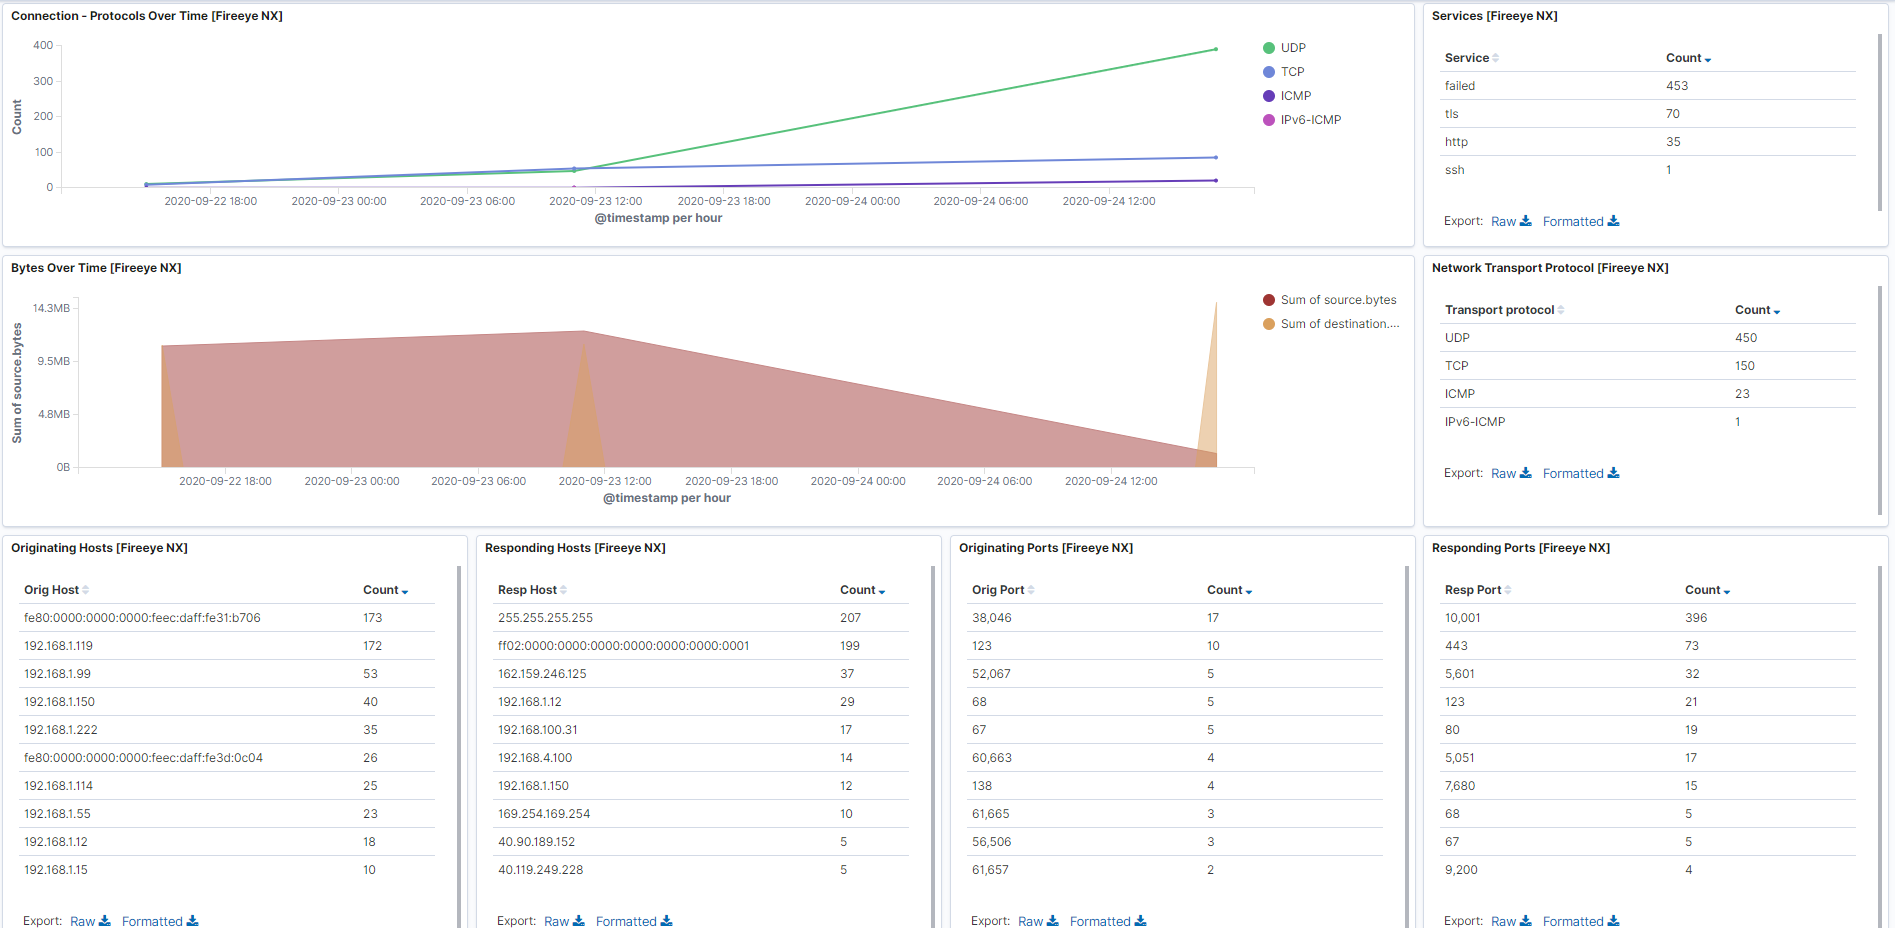 Connection - Protocols Over Time [Fireeye NX]
400
300
200
100
0
Count
2020-09-22 18:00 2020-09-23 00:00 2020-09-23 06:00 2020-09-23 12:00 2020-09-23 18:00 2020-09-24 00:00 2020-09-24 06:00 2020-09-24 12:00
@timestamp per hour
UDP
TCP
ICMP
IPv6-ICMP
Services [Fireeye NX]
Service Count
failed 453
tls 70
http 35
ssh 1
Export: Raw Formatted
Bytes Over Time [Fireeye NX]
14.3MB
9.5MB
4.8MB
0B
Sum of source.bytes
2020-09-22 18:00 2020-09-23 00:00 2020-09-23 06:00 2020-09-23 12:00 2020-09-23 18:00 2020-09-24 00:00 2020-09-24 06:00 2020-09-24 12:00
@timestamp per hour
Sum of source.bytes
Sum of destination....
Network Transport Protocol [Fireeye NX]
Transport protocol Count
UDP 450
TCP 150
ICMP 23
IPv6-ICMP 1
Export: Raw Formatted
Originating Hosts [Fireeye NX]
Orig Host Count
fe80:0000:0000:0000:feec:daff:fe31:b706 173
192.168.1.119 172
192.168.1.99 53
192.168.1.150 40
192.168.1.222 35
fe80:0000:0000:0000:feec:daff:fe3d:0c04 26
192.168.1.114 25
192.168.1.55 23
192.168.1.12 18
192.168.1.15 10
Export: Raw Formatted
Responding Hosts [Fireeye NX]
Resp Host Count
255.255.255.255 207
ff02:0000:0000:0000:0000:0000:0000:0001 199
162.159.246.125 37
192.168.1.12 29
192.168.100.31 17
192.168.4.100 14
192.168.1.150 12
169.254.169.254 10
40.90.189.152 5
40.119.249.228 5
Export: Raw Formatted
Originating Ports [Fireeye NX]
Orig Port Count
38,046 17
123 10
52,067 5
68 5
67 5
60,663 4
138 4
61,665 3
56,506 3
61,657 2
Export: Raw Formatted
Responding Ports [Fireeye NX]
Resp Port Count
10,001 396
443 73
5,601 32
123 21
80 19
5,051 17
7,680 15
68 5
67 5
9,200 4
Export: Raw Formatted